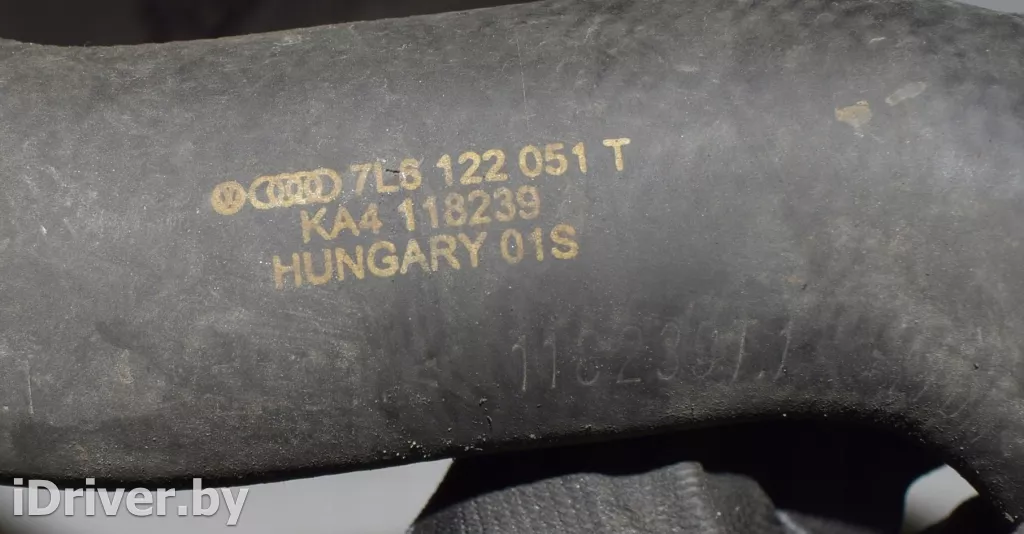 7L6 122 051 T
KA4 118239
HUNGARY 01S
iDriver.by